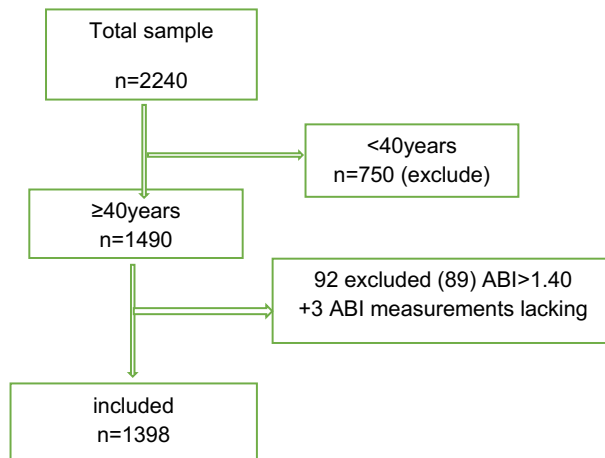 Total sample
n=2240
<40years
n=750 (exclude)
≥40years
n=1490
92 excluded (89) ABI>1.40
+3 ABI measurements lacking
included
n=1398